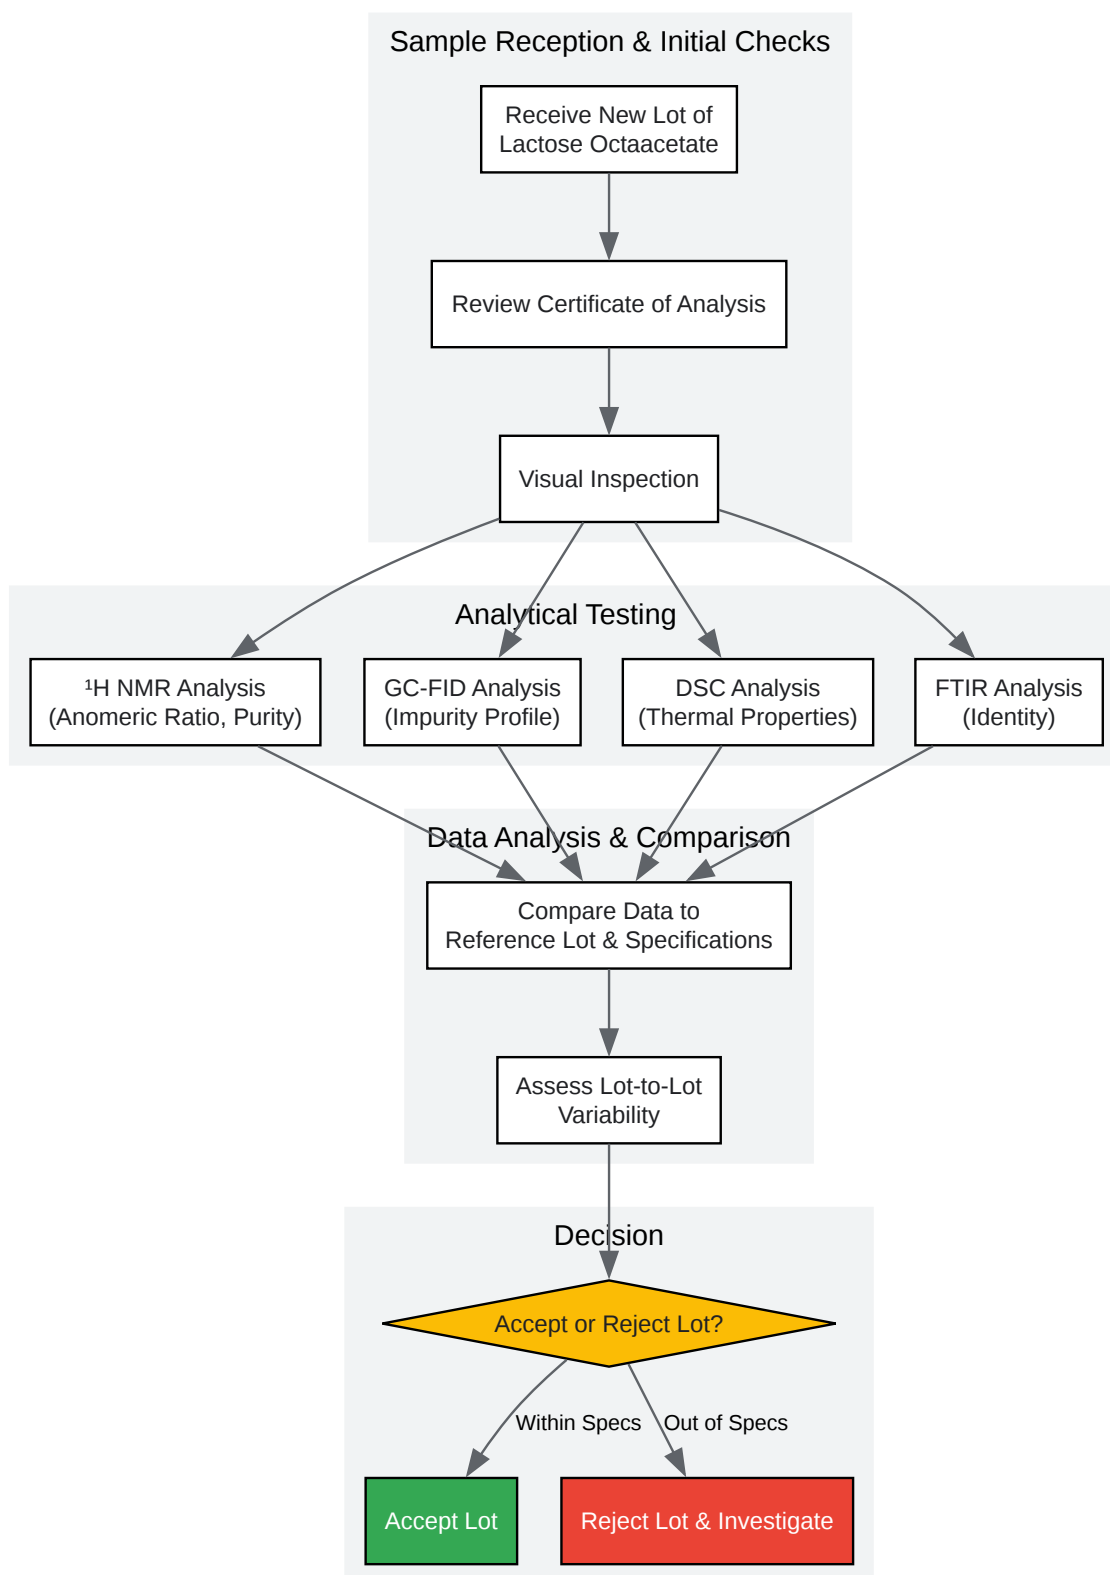 Sample Reception & Initial Checks
Receive New Lot of
Lactose Octaacetate
Review Certificate of Analysis
Visual Inspection
Analytical Testing
¹H NMR Analysis
(Anomeric Ratio, Purity)
GC-FID Analysis
(Impurity Profile)
DSC Analysis
(Thermal Properties)
FTIR Analysis
(Identity)
Data Analysis & Comparison
Compare Data to
Reference Lot & Specifications
Assess Lot-to-Lot
Variability
Decision
Accept or Reject Lot?
Within Specs
Out of Specs
Accept Lot
Reject Lot & Investigate